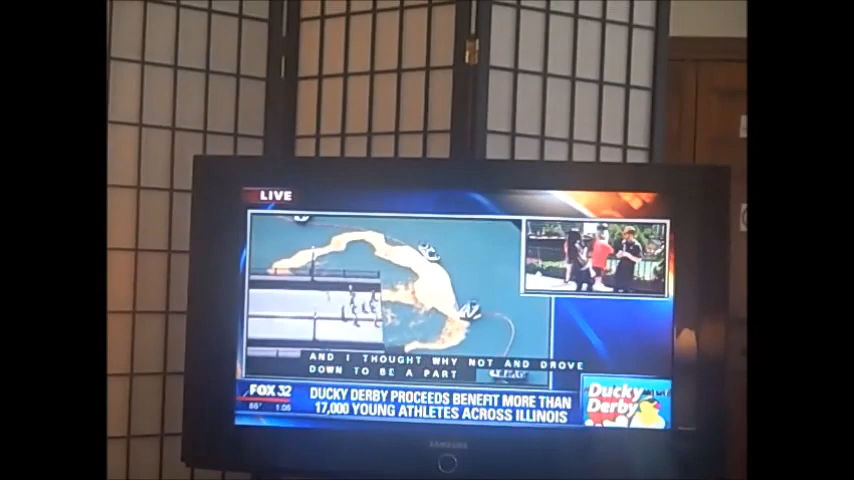 LIVE
AND I THOUGHT WHY NOT AND DROVE
DOWN TO BE A PART
FOX 32
DUCKY DERBY PROCEEDS BENEFIT MORE THAN
17,000 YOUNG ATHLETES ACROSS ILLINOIS
Ducky
Derby
SAMSUNG